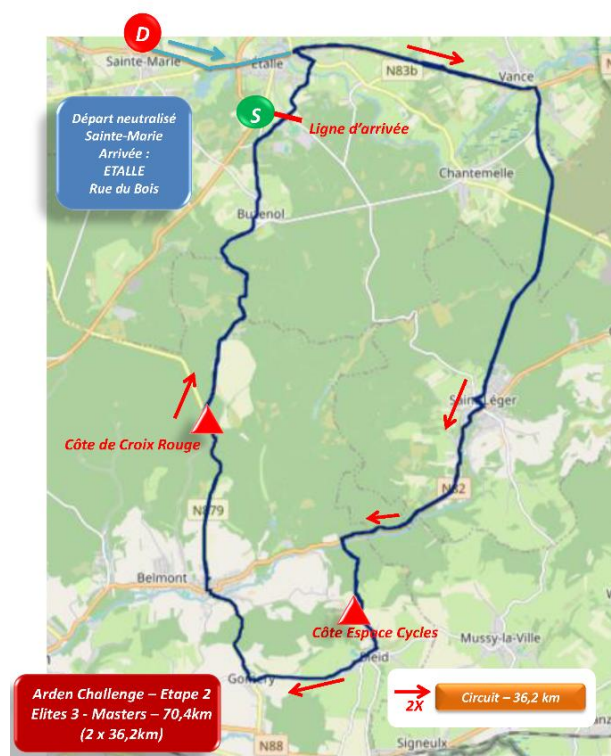 D
Sainte-Marie
Etalle
N83b
Vance
S
Ligne d'arrivée
Départ neutralisé
Sainte-Marie
Arrivée :
ETALLE
Rue du Bois
Chantemelle
Buzenol
Saint-Léger
Côte de Croix Rouge
N82
N879
Belmont
Côte Espace Cycles
Mussy-la-Ville
Bleid
Gomery
Arden Challenge – Etape 2
Elites 3 - Masters – 70,4km
(2 x 36,2km)
2X
Circuit – 36,2 km
N88
Signeulx